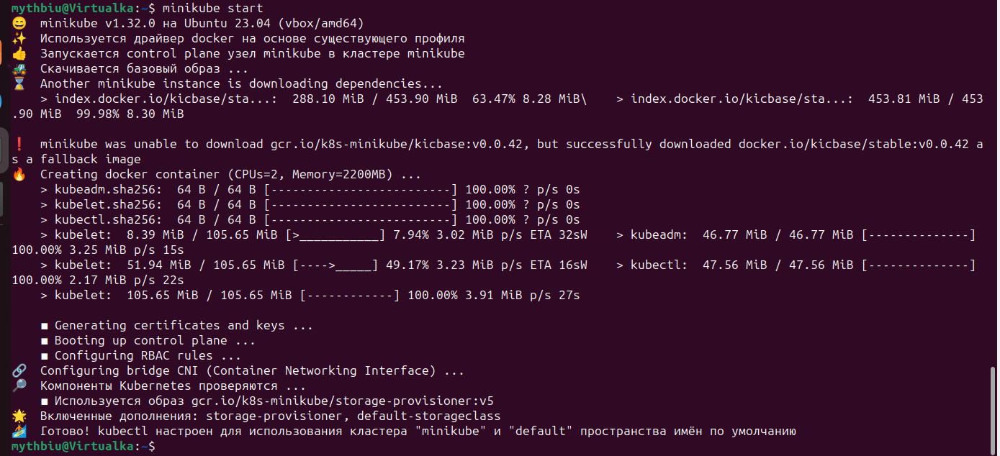 mythbiu@Virtualka:~$ minikube start
😄  minikube v1.32.0 на Ubuntu 23.04 (vbox/amd64)
✨  Используется драйвер docker на основе существующего профиля
👍  Запускается control plane узел minikube в кластере minikube
🚜  Скачивается базовый образ ...
⌛  Another minikube instance is downloading dependencies...
    > index.docker.io/kicbase/sta...:  288.10 MiB / 453.90 MiB  63.47% 8.28 MiB\    > index.docker.io/kicbase/sta...:  453.81 MiB / 453
.90 MiB  99.98% 8.30 MiB
❗  minikube was unable to download gcr.io/k8s-minikube/kicbase:v0.0.42, but successfully downloaded docker.io/kicbase/stable:v0.0.42 a
s a fallback image
🔥  Creating docker container (CPUs=2, Memory=2200MB) ...
    > kubeadm.sha256:  64 B / 64 B [-------------------------] 100.00% ? p/s 0s
    > kubelet.sha256:  64 B / 64 B [-------------------------] 100.00% ? p/s 0s
    > kubectl.sha256:  64 B / 64 B [-------------------------] 100.00% ? p/s 0s
    > kubelet:  8.39 MiB / 105.65 MiB [>___________] 7.94% 3.02 MiB p/s ETA 32sW    > kubeadm:  46.77 MiB / 46.77 MiB [--------------]
100.00% 3.25 MiB p/s 15s
    > kubelet:  51.94 MiB / 105.65 MiB [---->_____] 49.17% 3.23 MiB p/s ETA 16sW    > kubectl:  47.56 MiB / 47.56 MiB [--------------]
100.00% 2.17 MiB p/s 22s
    > kubelet:  105.65 MiB / 105.65 MiB [------------] 100.00% 3.91 MiB p/s 27s
    ▪ Generating certificates and keys ...
    ▪ Booting up control plane ...
    ▪ Configuring RBAC rules ...
🔗  Configuring bridge CNI (Container Networking Interface) ...
🔎  Компоненты Kubernetes проверяются ...
    ▪ Используется образ gcr.io/k8s-minikube/storage-provisioner:v5
🌟  Включенные дополнения: storage-provisioner, default-storageclass
🏄  Готово! kubectl настроен для использования кластера "minikube" и "default" пространства имён по умолчанию
mythbiu@Virtualka:~$